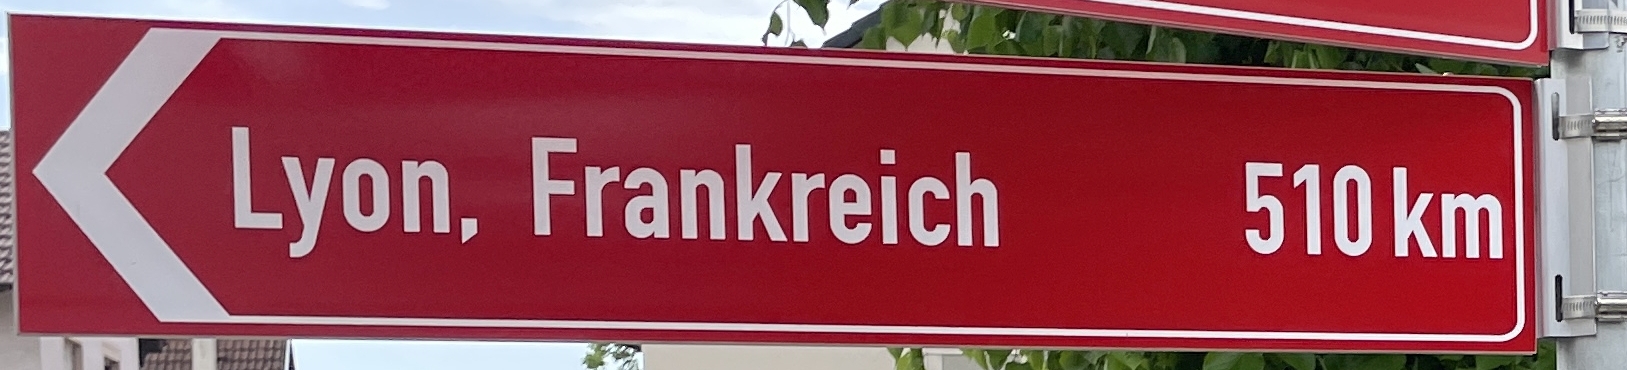 Lyon, Frankreich 510 km